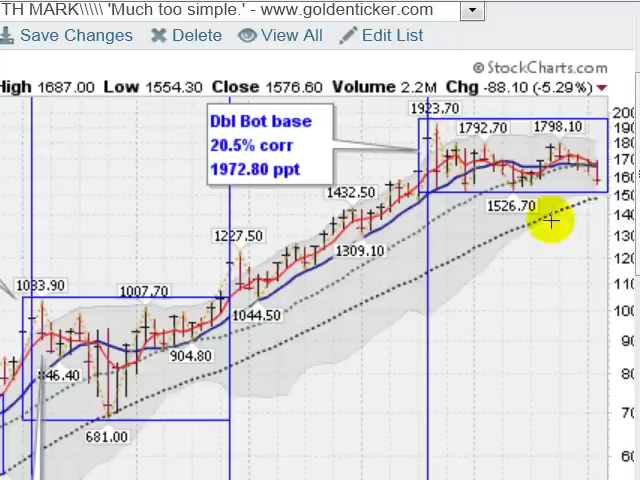 TH MARK\\\\\ 'Much too simple.' - www.goldenticker.com
Save Changes Delete View All Edit List
© StockCharts.com
High 1687.00 Low 1554.30 Close 1576.60 Volume 2.2M Chg -88.10 (-5.29%)
1923.70
Dbl Bot base
20.5% corr
1972.80 ppt
1792.70 1798.10
1432.50
1526.70
1227.50
1309.10
1083.90 1007.70
1044.50
904.80
846.40
681.00